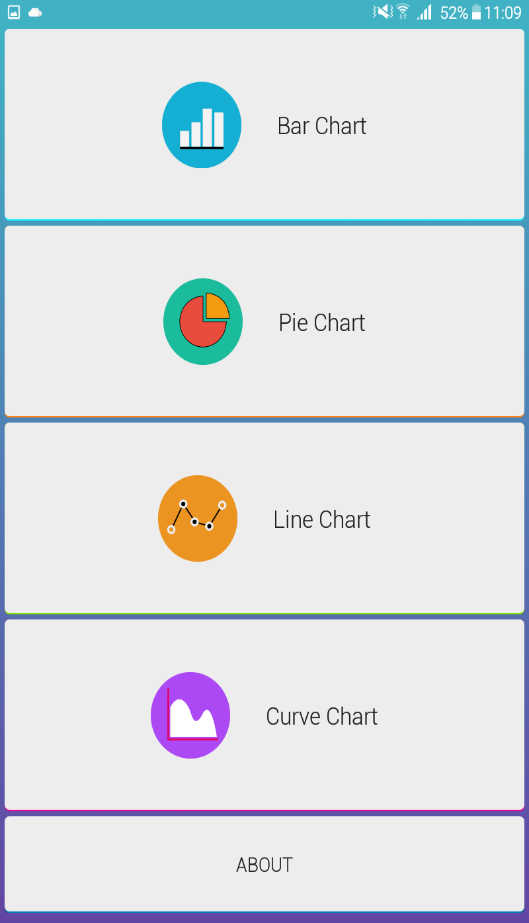 52% 11:09
Bar Chart
Pie Chart
Line Chart
Curve Chart
ABOUT